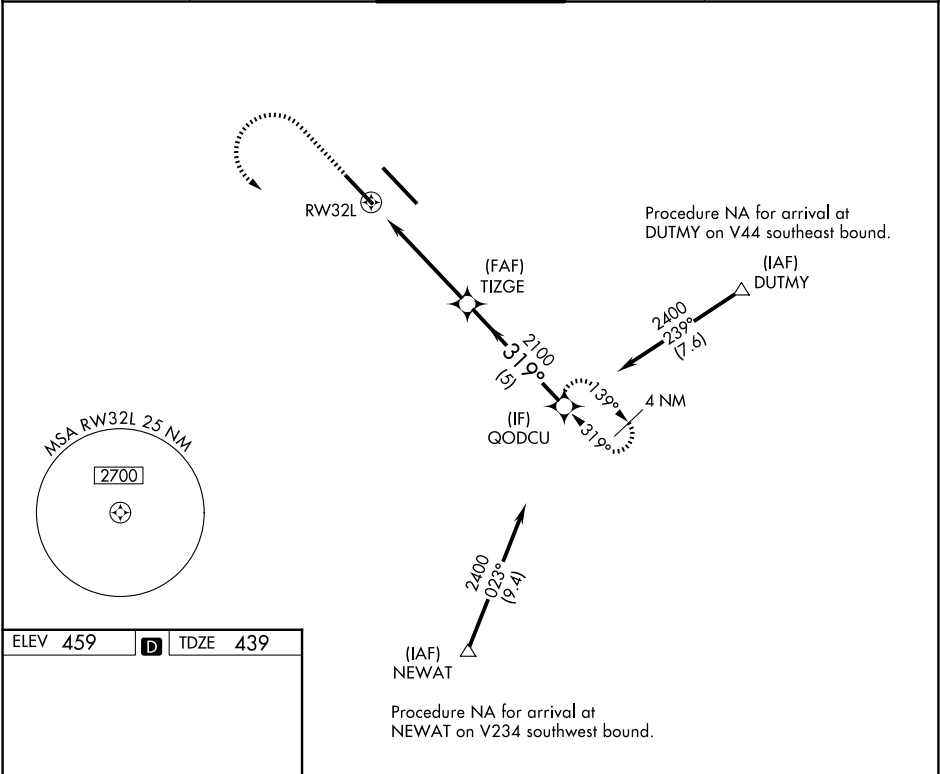 RW32L
Procedure NA for arrival at
DUTMY on V44 southeast bound.
(IAF)
DUTMY
(FAF)
TIZGE
2400
239°
(7.6)
2100
319°
(5)
139°
4 NM
319°
(IF)
QODCU
MSA RW32L 25 NM
2700
2400
023°
(9.4)
(IAF)
NEWAT
Procedure NA for arrival at
NEWAT on V234 southwest bound.
ELEV 459 D TDZE 439